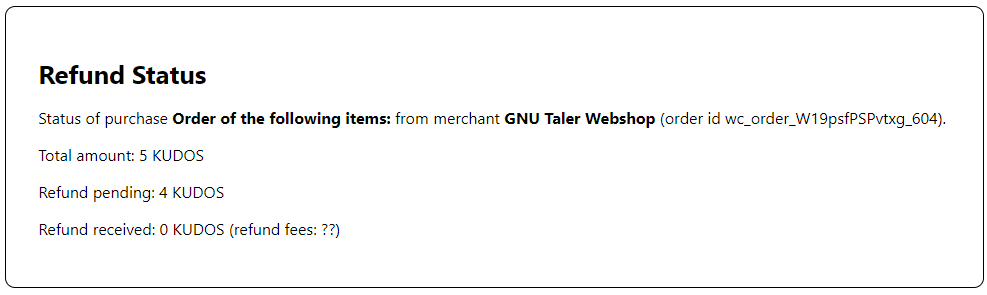 Refund Status
Status of purchase Order of the following items: from merchant GNU Taler Webshop (order id wc_order_W19psfPSPvtxg_604).
Total amount: 5 KUDOS
Refund pending: 4 KUDOS
Refund received: 0 KUDOS (refund fees: ??)